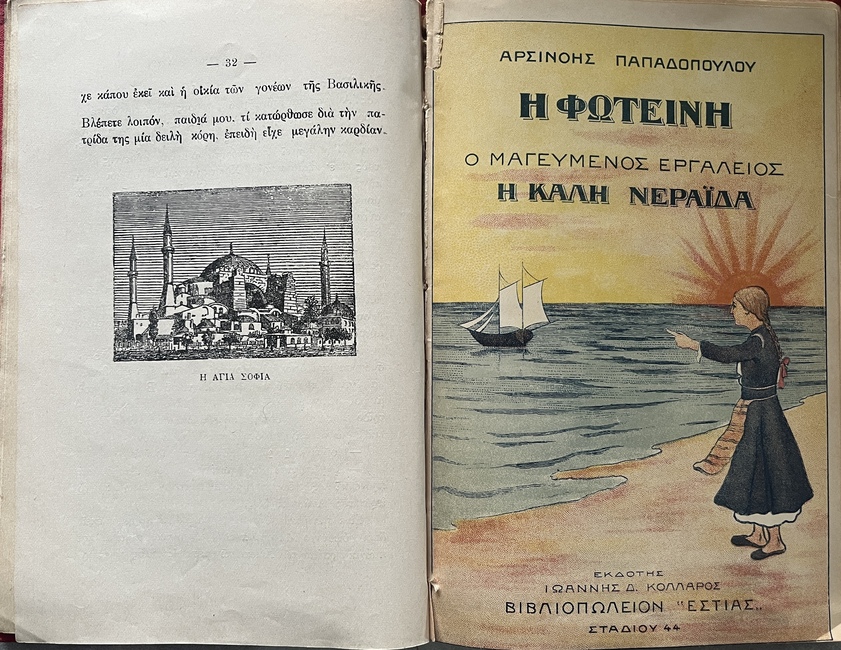 — 32 —
χε κάπου ἐκεῖ καὶ ἡ οἰκία τῶν γονέων τῆς Βασιλικῆς.
Βλέπετε λοιπόν, παιδιά μου, τί κατώρθωσε διὰ τὴν πα-
τρίδα της μία δειλὴ κόρη, ἐπειδὴ εἶχε μεγάλην καρδίαν.
Η ΑΓΙΑ ΣΟΦΙΑ
ΑΡΣΙΝΟΗΣ ΠΑΠΑΔΟΠΟΥΛΟΥ
Η ΦΩΤΕΙΝΗ
Ο ΜΑΓΕΥΜΕΝΟΣ ΕΡΓΑΛΕΙΟΣ
Η ΚΑΛΗ ΝΕΡΑΪΔΑ
ΕΚΔΟΤΗΣ
ΙΩΑΝΝΗΣ Δ. ΚΟΛΛΑΡΟΣ
ΒΙΒΛΙΟΠΩΛΕΙΟΝ "ΕΣΤΙΑΣ„
ΣΤΑΔΙΟΥ 44